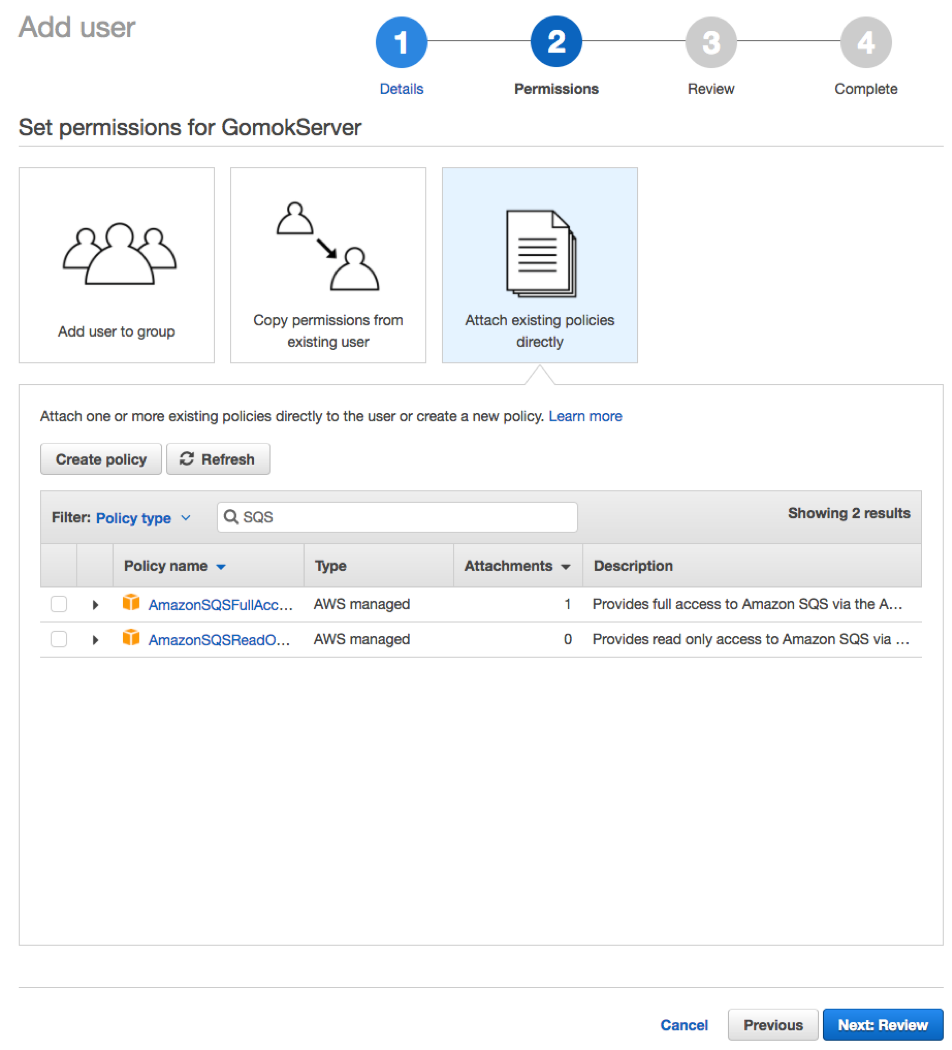 Add user
1
2
3
4
Details
Permissions
Review
Complete
Set permissions for GomokServer
Add user to group
Copy permissions from
existing user
Attach existing policies
directly
Attach one or more existing policies directly to the user or create a new policy. Learn more
Create policy
Refresh
Filter: Policy type
SQS
Showing 2 results
Policy name Type Attachments Description
AmazonSQSFullAcc... AWS managed 1 Provides full access to Amazon SQS via the A...
AmazonSQSReadO... AWS managed 0 Provides read only access to Amazon SQS via ...
Cancel
Previous
Next: Review